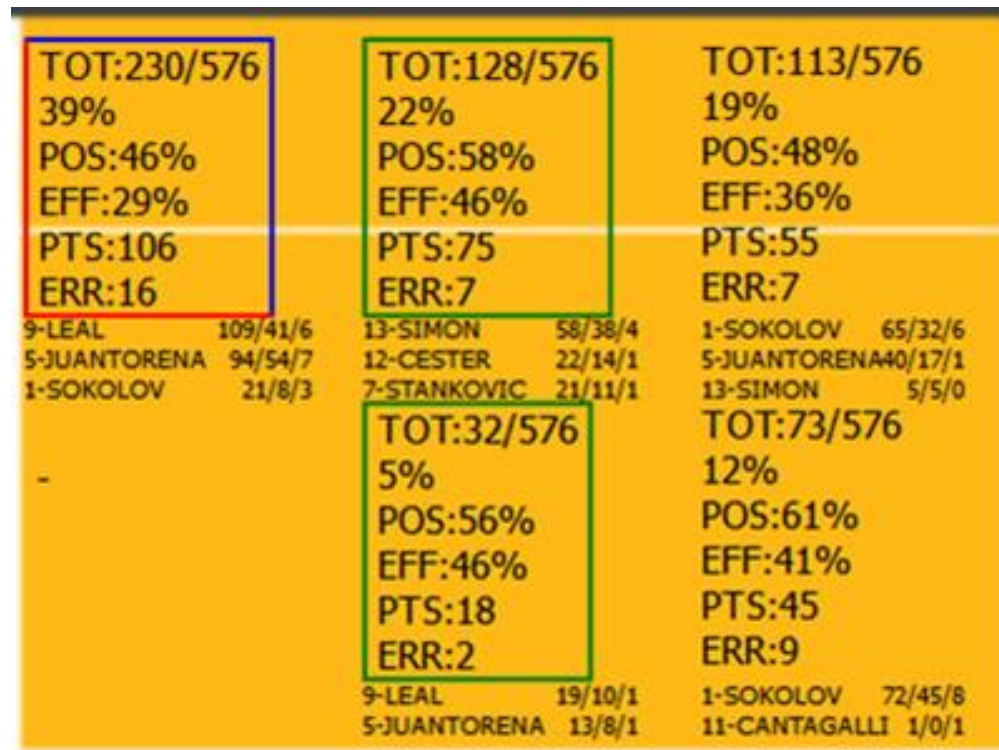 TOT:230/576
39%
POS:46%
EFF:29%
PTS:106
ERR:16
9-LEAL 109/41/6
5-JUANTORENA 94/54/7
1-SOKOLOV 21/8/3
TOT:128/576
22%
POS:58%
EFF:46%
PTS:75
ERR:7
13-SIMON 58/38/4
12-CESTER 22/14/1
7-STANKOVIC 21/11/1
TOT:113/576
19%
POS:48%
EFF:36%
PTS:55
ERR:7
1-SOKOLOV 65/32/6
5-JUANTORENA40/17/1
13-SIMON 5/5/0
-
TOT:32/576
5%
POS:56%
EFF:46%
PTS:18
ERR:2
9-LEAL 19/10/1
5-JUANTORENA 13/8/1
TOT:73/576
12%
POS:61%
EFF:41%
PTS:45
ERR:9
1-SOKOLOV 72/45/8
11-CANTAGALLI 1/0/1